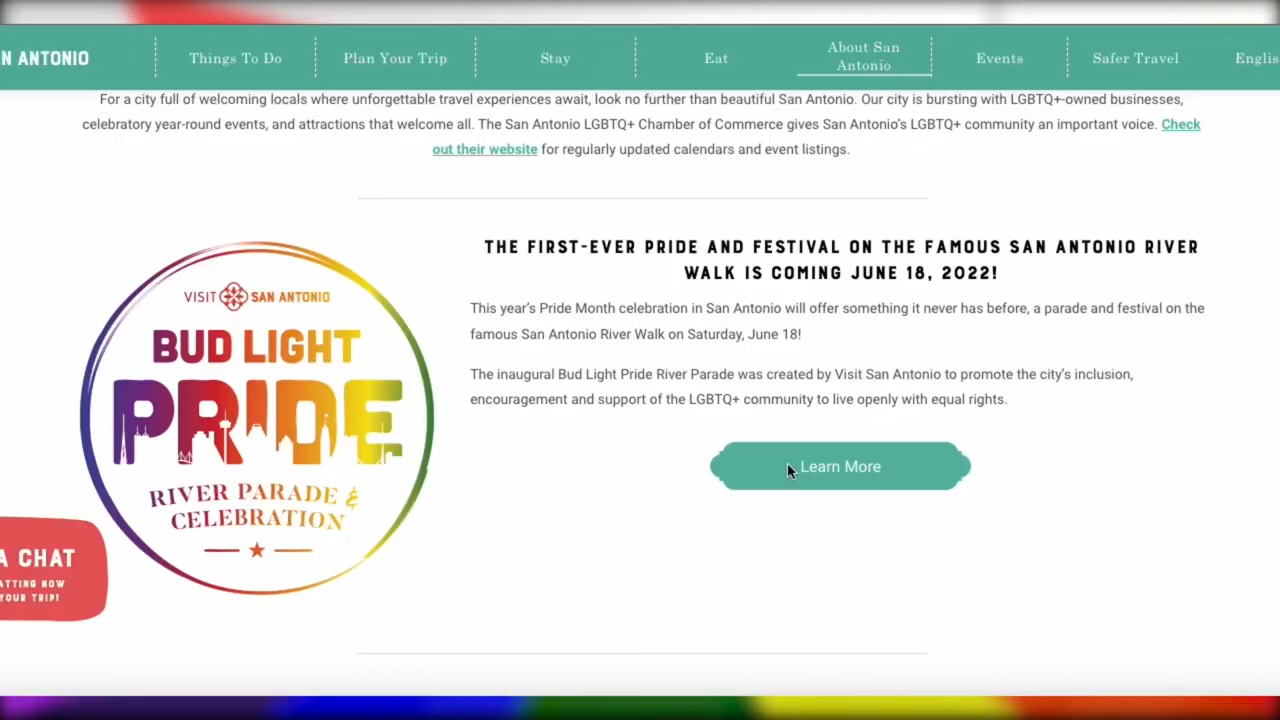 N ANTONIO
Things To Do
Plan Your Trip
Stay
Eat
About San
Antonio
Events
Safer Travel
Englis
For a city full of welcoming locals where unforgettable travel experiences await, look no further than beautiful San Antonio. Our city is bursting with LGBTQ+-owned businesses,
celebratory year-round events, and attractions that welcome all. The San Antonio LGBTQ+ Chamber of Commerce gives San Antonio's LGBTQ+ community an important voice. Check
out their website for regularly updated calendars and event listings.
VISIT SAN ANTONIO
BUD LIGHT
PRIDE
RIVER PARADE &
CELEBRATION
THE FIRST-EVER PRIDE AND FESTIVAL ON THE FAMOUS SAN ANTONIO RIVER
WALK IS COMING JUNE 18, 2022!
This year's Pride Month celebration in San Antonio will offer something it never has before, a parade and festival on the
famous San Antonio River Walk on Saturday, June 18!
The inaugural Bud Light Pride River Parade was created by Visit San Antonio to promote the city's inclusion,
encouragement and support of the LGBTQ+ community to live openly with equal rights.
Learn More
A CHAT
ATTING NOW
YOUR TRIP!